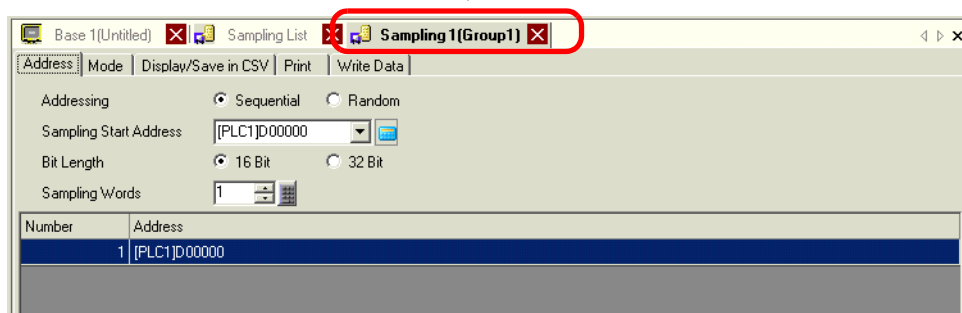 Base 1(Untitled) Sampling List Sampling 1(Group1)
Address Mode Display/Save in CSV Print Write Data
Addressing Sequential Random
Sampling Start Address [PLC1]D00000
Bit Length 16 Bit 32 Bit
Sampling Words 1
Number Address
1 [PLC1]D00000